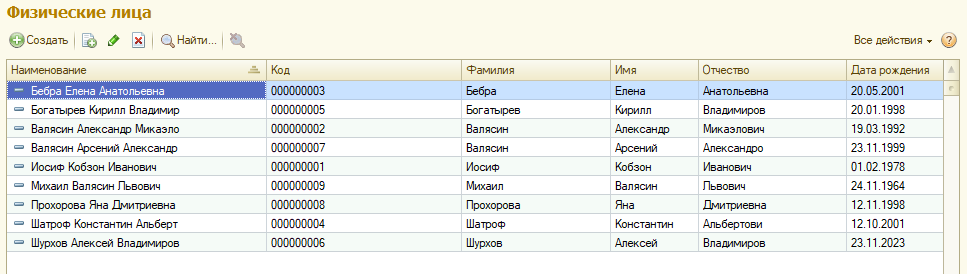 Физические лица
Создать Найти... Все действия ?
Наименование Код Фамилия Имя Отчество Дата рождения
Бебра Елена Анатольевна 000000003 Бебра Елена Анатольевна 20.05.2001
Богатырев Кирилл Владимир 000000005 Богатырев Кирилл Владимиров 20.01.1998
Валясин Александр Микаэло 000000002 Валясин Александр Микаэлович 19.03.1992
Валясин Арсений Александр 000000007 Валясин Арсений Александро 23.11.1999
Иосиф Кобзон Иванович 000000001 Иосиф Кобзон Иванович 01.02.1978
Михаил Валясин Львович 000000009 Михаил Валясин Львович 24.11.1964
Прохорова Яна Дмитриевна 000000008 Прохорова Яна Дмитриевна 12.11.1998
Шатроф Константин Альберт 000000004 Шатроф Константин Альбертови 12.10.2001
Шурхов Алексей Владимиров 000000006 Шурхов Алексей Владимиров 23.11.2023